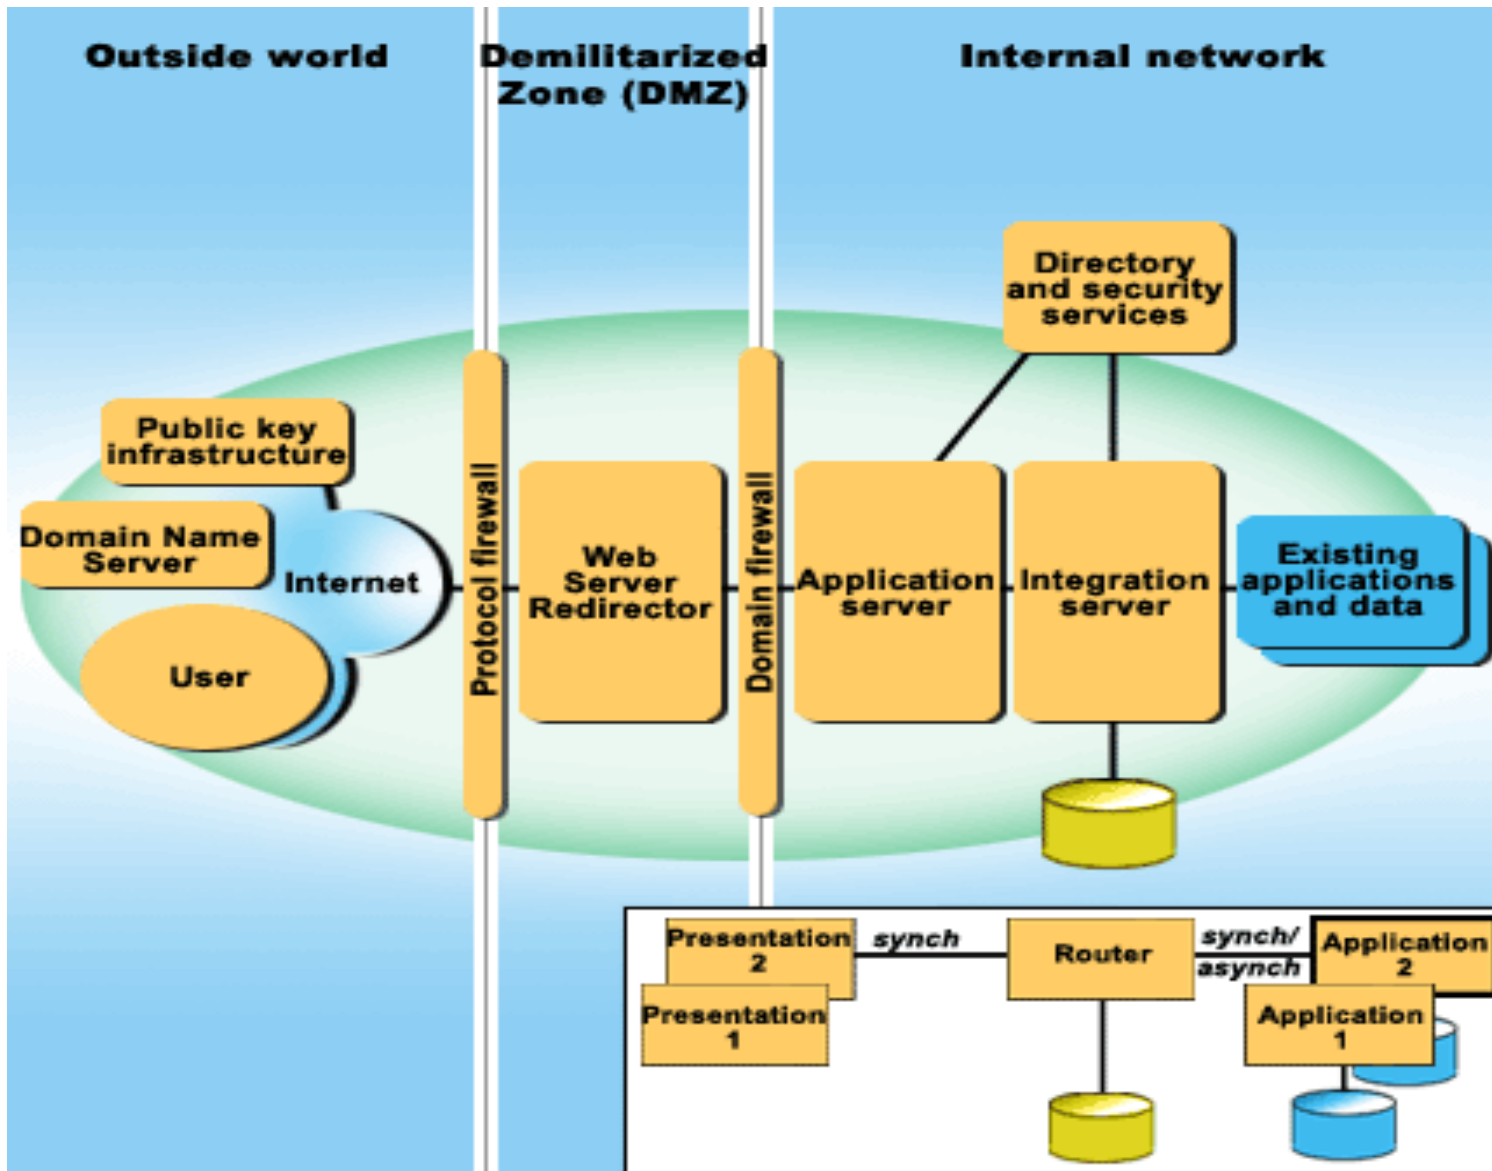 Outside world
Demilitarized
Zone (DMZ)
Internal network
Directory
and security
services
Public key
infrastructure
Domain Name
Server
Internet
User
Protocol firewall
Web
Server
Redirector
Domain firewall
Application
server
Integration
server
Existing
applications
and data
Presentation
2
synch
Router
synch/
asynch
Application
2
Presentation
1
Application
1